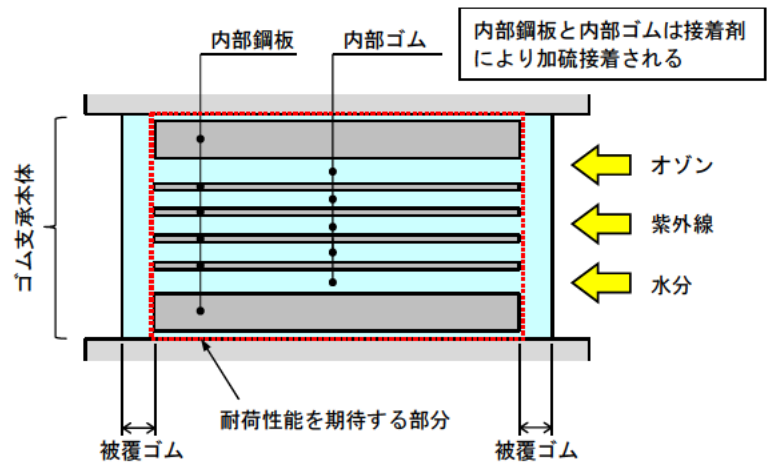 内部鋼板
内部ゴム
内部鋼板と内部ゴムは接着剤
により加硫接着される
ゴム支承本体
オゾン
紫外線
水分
耐荷性能を期待する部分
被覆ゴム
被覆ゴム